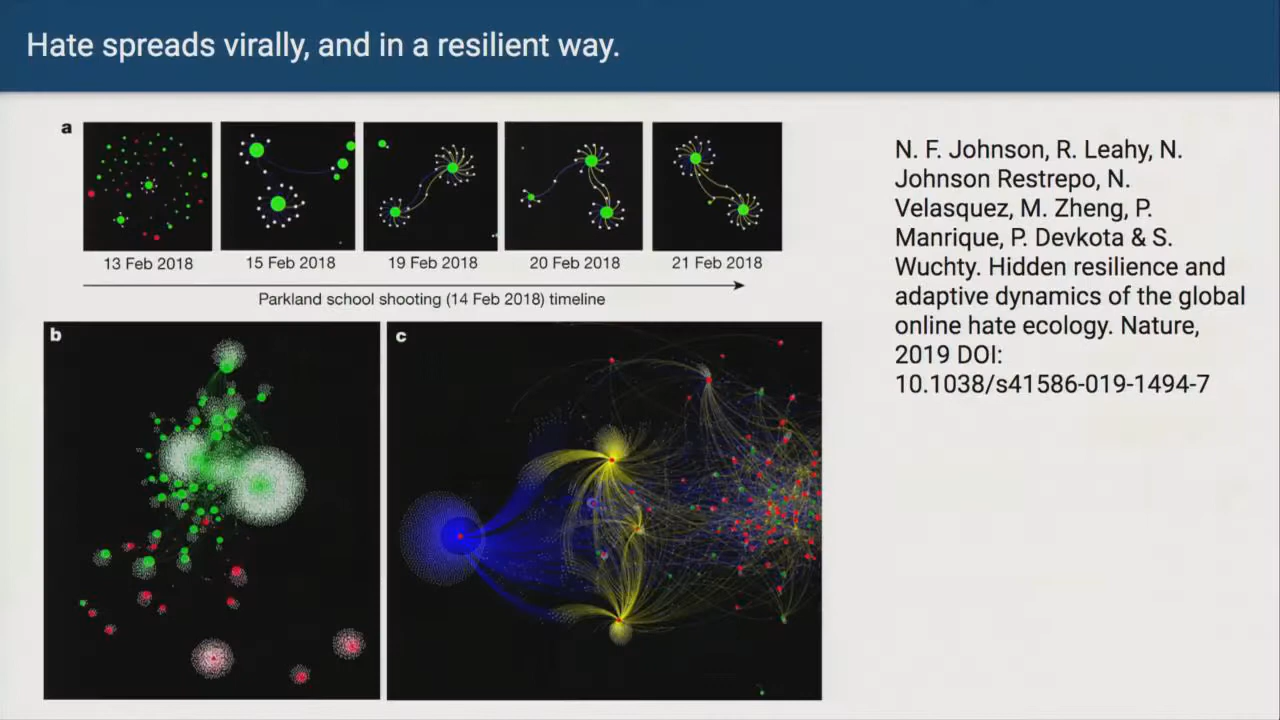 Hate spreads virally, and in a resilient way.
a
13 Feb 2018
15 Feb 2018
19 Feb 2018
20 Feb 2018
21 Feb 2018
Parkland school shooting (14 Feb 2018) timeline
b
c
N. F. Johnson, R. Leahy, N.
Johnson Restrepo, N.
Velasquez, M. Zheng, P.
Manrique, P. Devkota & S.
Wuchty. Hidden resilience and
adaptive dynamics of the global
online hate ecology. Nature,
2019 DOI:
10.1038/s41586-019-1494-7